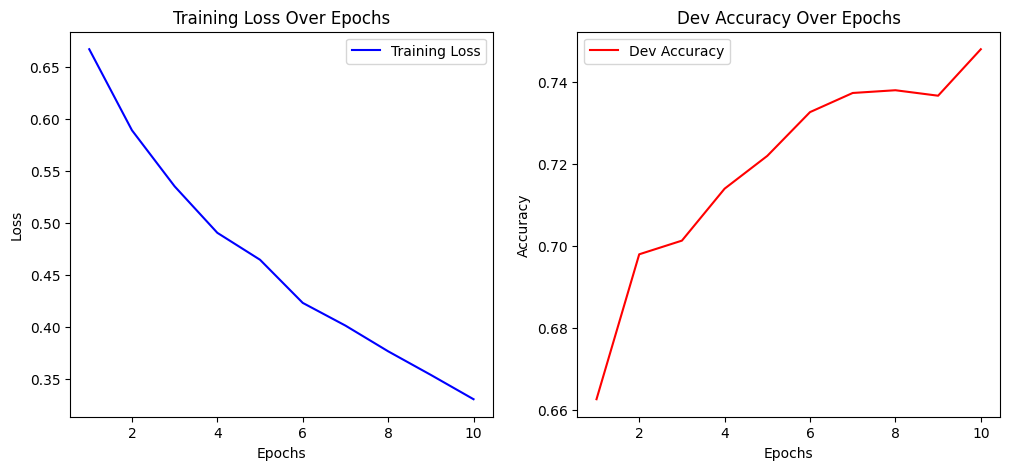 Training Loss Over Epochs
Training Loss
0.65
0.60
0.55
0.50
0.45
0.40
0.35
Loss
2
4
6
8
10
Epochs
Dev Accuracy Over Epochs
Dev Accuracy
0.74
0.72
0.70
0.68
0.66
Accuracy
2
4
6
8
10
Epochs